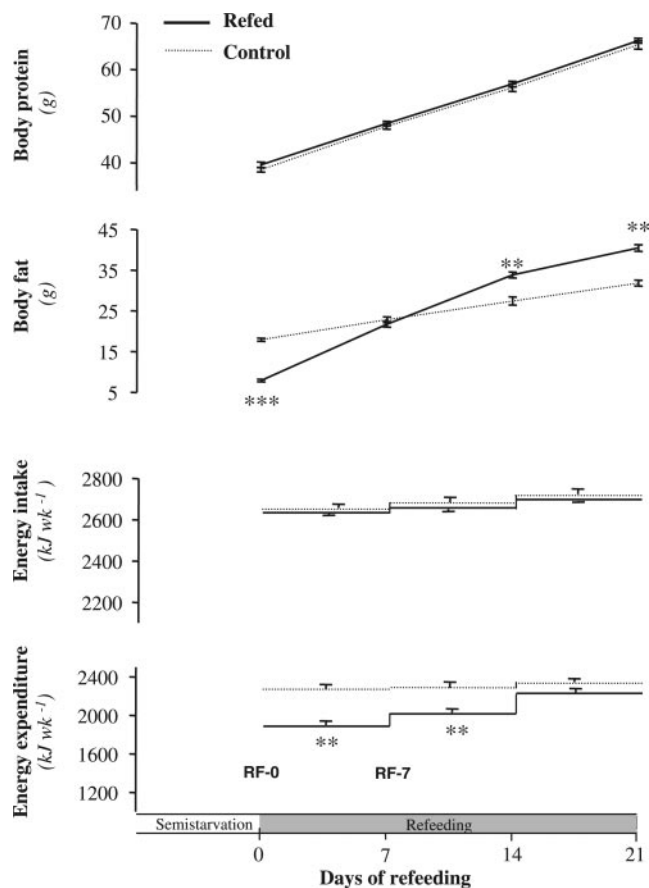 Refed
Control
Body protein
(g)
70
60
50
40
Body fat
(g)
45
35
25
15
5
**
**
***
Energy intake
(kJ wk -1)
2800
2600
2400
2200
Energy expenditure
(kJ wk -1)
2400
2000
1600
1200
**
**
RF-0
RF-7
Semistarvation
Refeeding
0
7
14
21
Days of refeeding